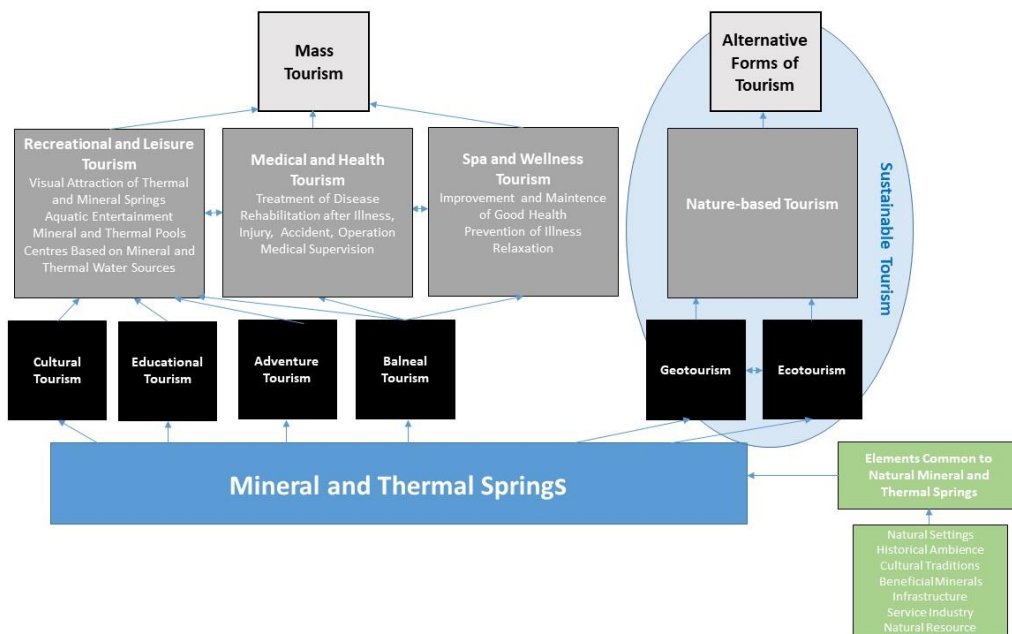 Mass
Tourism
Alternative
Forms of
Tourism
Recreational and Leisure
Tourism
Visual Attraction of Thermal
and Mineral Springs
Aquatic Entertainment
Mineral and Thermal Pools
Centres Based on Mineral and
Thermal Water Sources
Medical and Health
Tourism
Treatment of Disease
Rehabilitation after Illness,
Injury, Accident, Operation
Medical Supervision
Spa and Wellness
Tourism
Improvement and Maintence
of Good Health
Prevention of Illness
Relaxation
Nature-based Tourism
Sustainable Tourism
Cultural
Tourism
Educational
Tourism
Adventure
Tourism
Balneal
Tourism
Geotourism
Ecotourism
Mineral and Thermal Springs
Elements Common to
Natural Mineral and
Thermal Springs
Natural Settings
Historical Ambience
Cultural Traditions
Beneficial Minerals
Infrastructure
Service Industry
Natural Resource